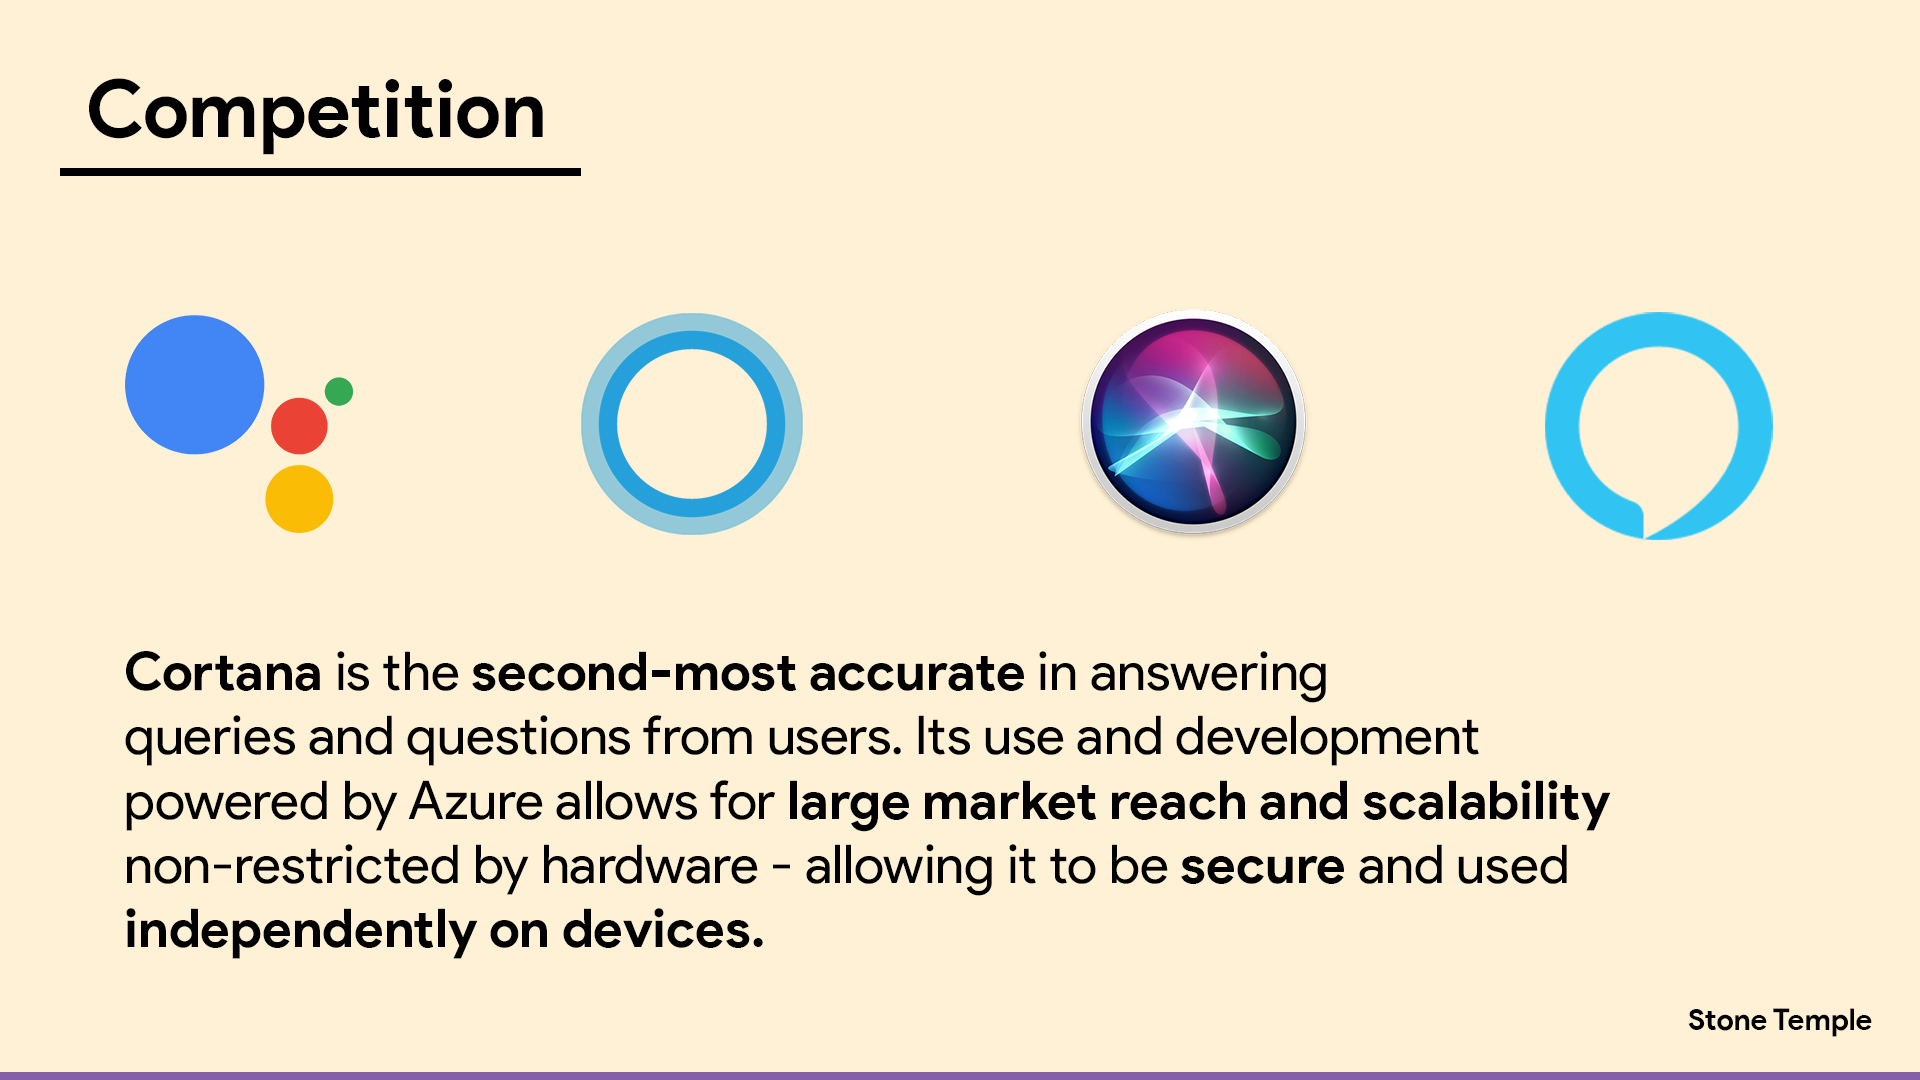 Competition
Cortana is the second-most accurate in answering
queries and questions from users. Its use and development
powered by Azure allows for large market reach and scalability
non-restricted by hardware - allowing it to be secure and used
independently on devices.
Stone Temple